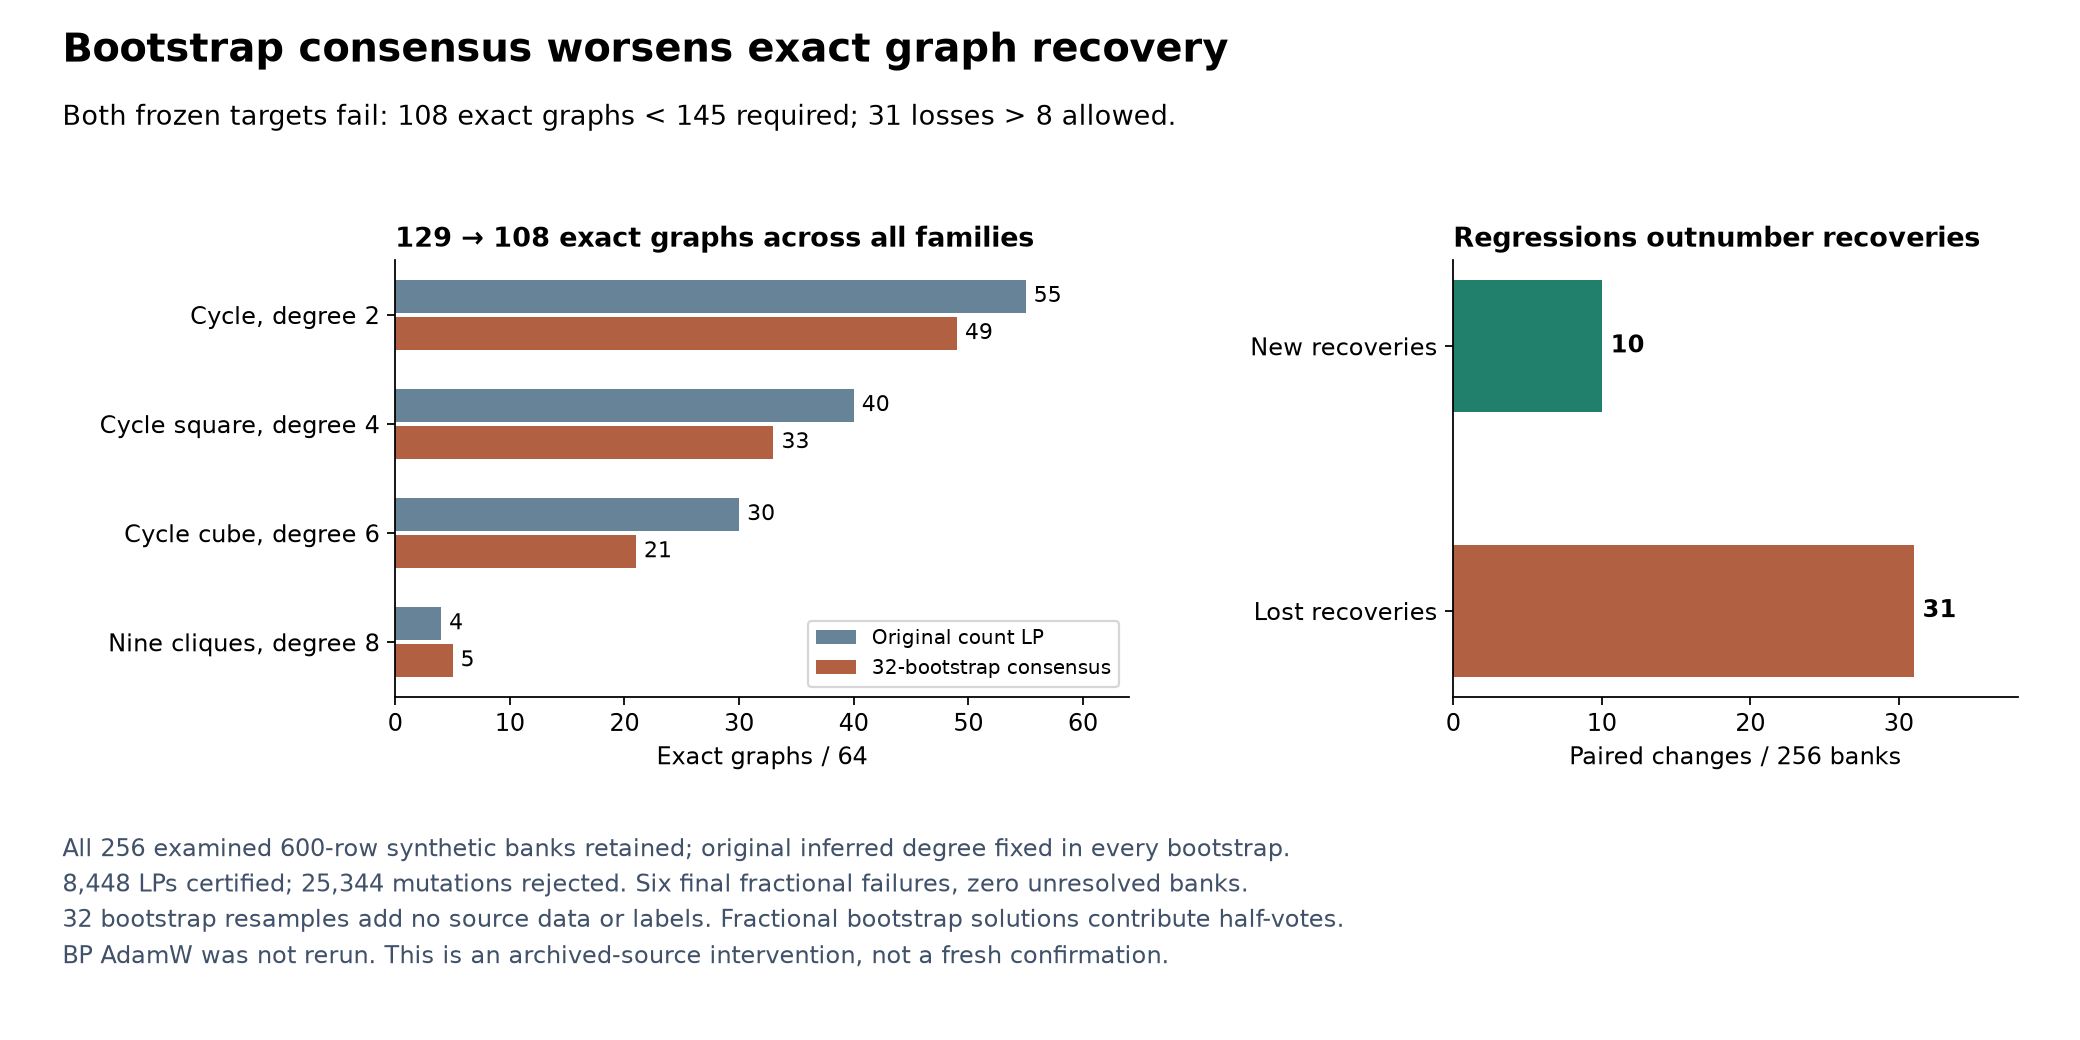 Bootstrap consensus worsens exact graph recovery
Both frozen targets fail: 108 exact graphs < 145 required; 31 losses > 8 allowed.
129 → 108 exact graphs across all families
Cycle, degree 2
55
49
Cycle square, degree 4
40
33
Cycle cube, degree 6
30
21
Nine cliques, degree 8
4
5
Original count LP
32-bootstrap consensus
0 10 20 30 40 50 60
Exact graphs / 64
Regressions outnumber recoveries
New recoveries
10
Lost recoveries
31
0 10 20 30
Paired changes / 256 banks
All 256 examined 600-row synthetic banks retained; original inferred degree fixed in every bootstrap.
8,448 LPs certified; 25,344 mutations rejected. Six final fractional failures, zero unresolved banks.
32 bootstrap resamples add no source data or labels. Fractional bootstrap solutions contribute half-votes.
BP AdamW was not rerun. This is an archived-source intervention, not a fresh confirmation.